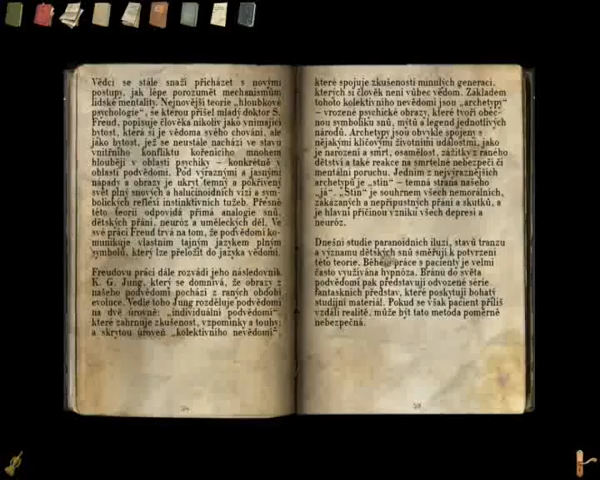 Vědci se stále snaží přicházet s novými
postupy, jak lépe porozumět mechanismům
lidské mentality. Nejnovější teorie „hloubkové
psychologie“, se kterou přišel mladý doktor S.
Freud, popisuje člověka nikoliv jako vnímající
bytost, která si je vědoma svého chování, ale
jako bytost, jež se neustále nachází ve stavu
vnitřního konfliktu kořenícího mnohem
hlouběji v oblasti psychiky – konkrétně v
oblasti podvědomí. Pod výraznými a jasnými
nápady a obrazy je ukryt temný a pokřivený
svět plný snových a halucinoidních vizí a sym-
bolických reflexí instinktivních tužeb. Přesně
této teorii odpovídá přímá analogie snů,
dětských přání, neuróz a uměleckých děl. Ve
své práci Freud trvá na tom, že podvědomí ko-
munikuje vlastním tajným jazykem plným
symbolů, který lze přeložit do jazyka vědomí.
Freudovu práci dále rozvádí jeho následovník
K. G. Jung, který se domnívá, že obrazy z
našeho podvědomí pochází z raných období
evoluce. Vedle toho Jung rozděluje podvědomí
na dvě úrovně: „individuální podvědomí“,
které zahrnuje zkušenost, vzpomínky a touhy;
a skrytou úroveň „kolektivního nevědomí“,
které spojuje zkušenosti minulých generací,
kterých si člověk není vůbec vědom. Základem
tohoto kolektivního nevědomí jsou „archetypy“
– vrozené psychické obrazy, které tvoří obec-
nou symboliku snů, mýtů a legend jednotlivých
národů. Archetypy jsou obvykle spojeny s
nějakými klíčovými životními událostmi, jako
je narození a smrt, osamělost, zážitky z raného
dětství a také reakce na smrtelné nebezpečí či
mentální poruchu. Jedním z nejvýraznějších
archetypů je „stín“ – temná strana našeho
„já“. „Stín“ je souhrnem všech nemorálních,
zakázaných a nepřípustných přání a skutků, a
je hlavní příčinou vzniku všech depresí a
neuróz.
Dnešní studie paranoidních iluzí, stavů tranzu
a významu dětských snů směřují k potvrzení
této teorie. Během práce s pacienty je velmi
často využívána hypnóza. Bránu do světa
podvědomí pak představují odvozené série
fantaskních představ, které poskytují bohatý
studijní materiál. Pokud se však pacient příliš
vzdálí realitě, může být tato metoda poměrně
nebezpečná.